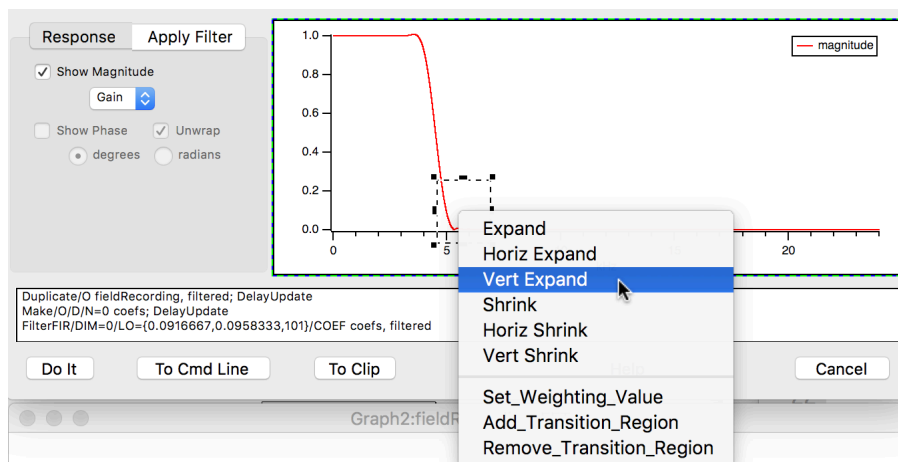 Response
Apply Filter
Show Magnitude
Gain
Show Phase
Unwrap
degrees
radians
1.0
0.8
0.6
0.4
0.2
0.0
0
5
15
20
magnitude
Expand
Horiz Expand
Vert Expand
Shrink
Horiz Shrink
Vert Shrink
Set_Weighting_Value
Add_Transition_Region
Remove_Transition_Region
Duplicate/O fieldRecording, filtered; DelayUpdate
Make/O/D/N=0 coefs; DelayUpdate
FilterFIR/DIM=0/LO={0.0916667,0.0958333,101}/COEF coefs, filtered
Do It
To Cmd Line
To Clip
Help
Cancel
Graph2:fieldR